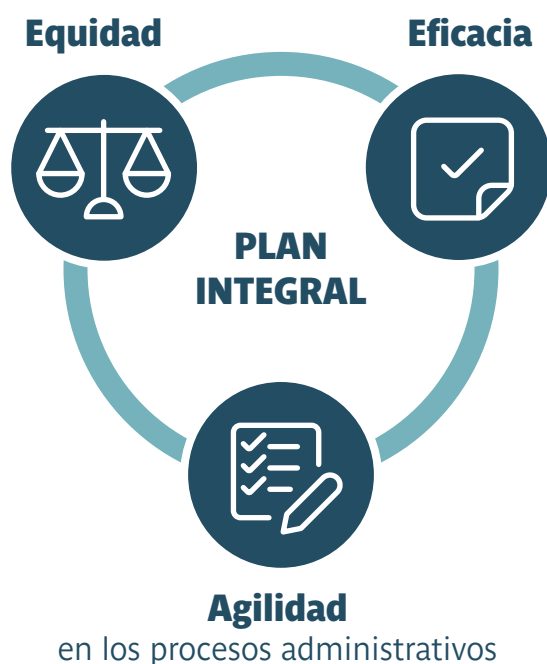 Equidad
Eficacia
PLAN
INTEGRAL
Agilidad
en los procesos administrativos